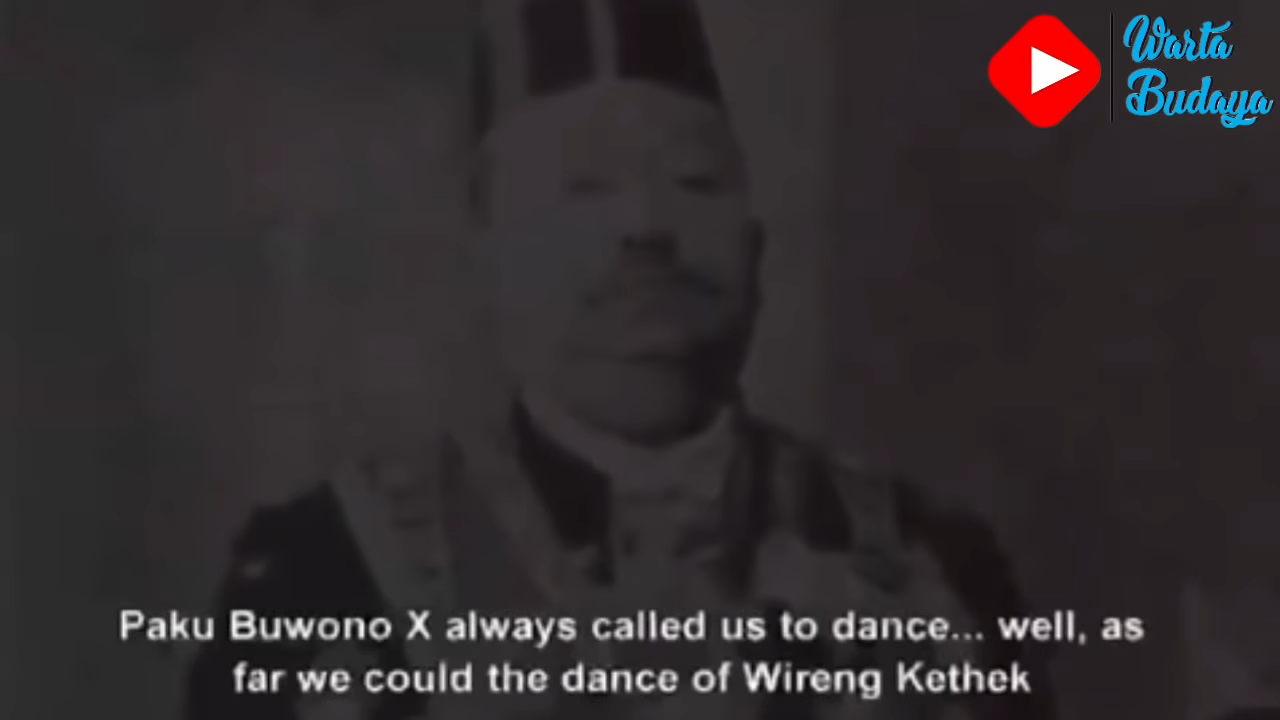 Warta
Budaya
Paku Buwono X always called us to dance... well, as
far we could the dance of Wireng Kethek